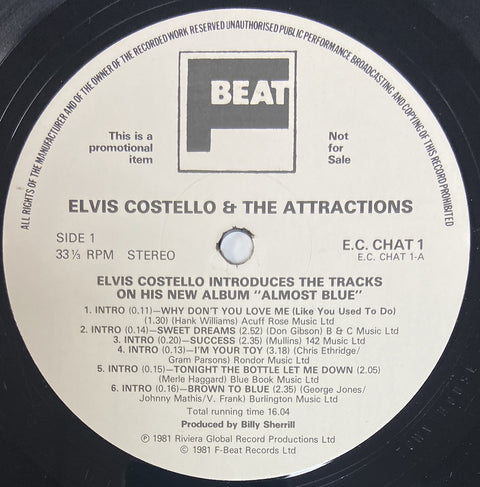 ALL RIGHTS OF THE MANUFACTURER AND OF THE OWNER OF THE RECORDED WORK RESERVED UNAUTHORISED PUBLIC PERFORMANCE BROADCASTING AND COPYING OF THIS RECORD PROHIBITED
F BEAT
This is a
promotional
item
Not
for
Sale
ELVIS COSTELLO & THE ATTRACTIONS
SIDE 1
33⅓ RPM STEREO
E.C. CHAT 1
E.C. CHAT 1-A
ELVIS COSTELLO INTRODUCES THE TRACKS
ON HIS NEW ALBUM "ALMOST BLUE"
1. INTRO (0.11)—WHY DON'T YOU LOVE ME (Like You Used To Do)
(1.30) (Hank Williams) Acuff Rose Music Ltd
2. INTRO (0.14)—SWEET DREAMS (2.52) (Don Gibson) B & C Music Ltd
3. INTRO (0.20)—SUCCESS (2.35) (Mullins) 142 Music Ltd
4. INTRO (0.13)—I'M YOUR TOY (3.18) (Chris Ethridge/
Gram Parsons) Rondor Music Ltd
5. INTRO (0.15)—TONIGHT THE BOTTLE LET ME DOWN (2.05)
(Merle Haggard) Blue Book Music Ltd
6. INTRO (0.16)—BROWN TO BLUE (2.35) (George Jones/
Johnny Mathis/V. Frank) Burlington Music Ltd
Total running time 16.04
Produced by Billy Sherrill
℗ 1981 Riviera Global Record Productions Ltd
© 1981 F-Beat Records Ltd